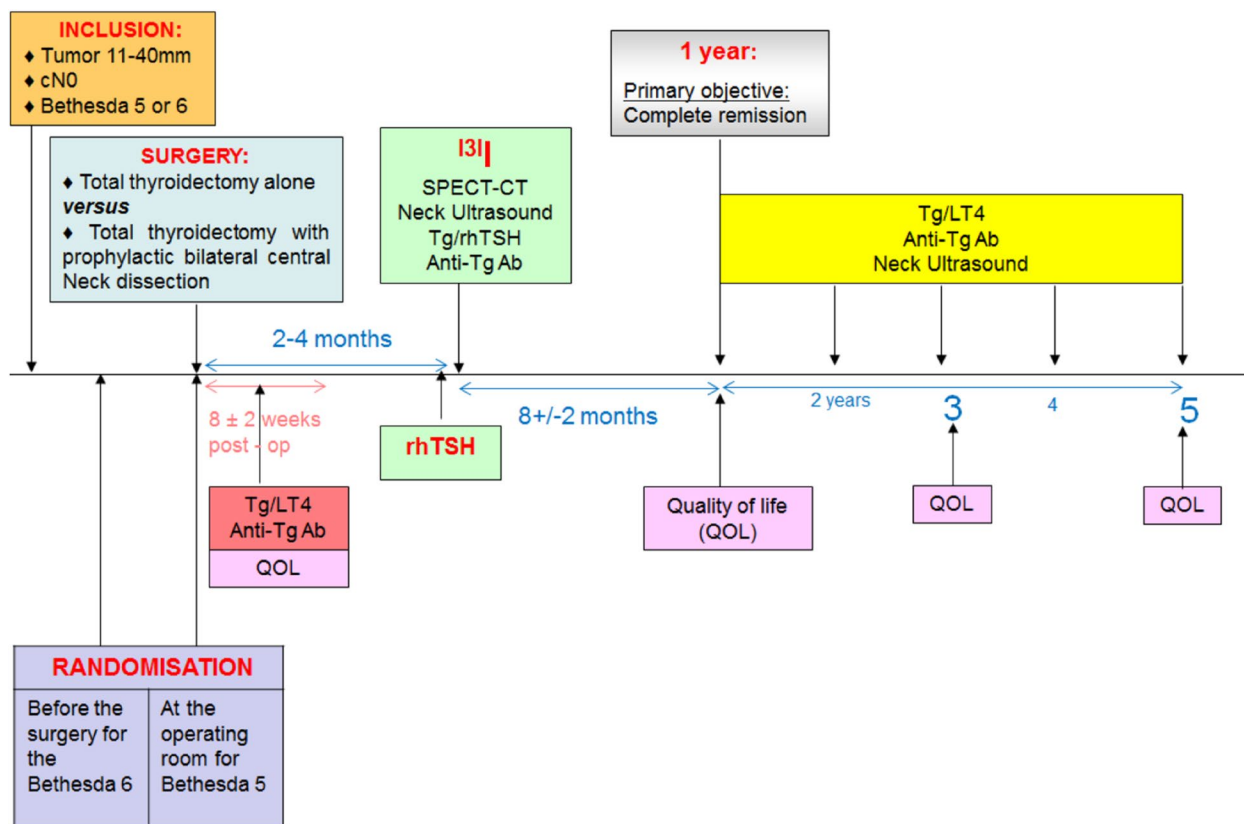 INCLUSION:
♦ Tumor 11-40mm
♦ cN0
♦ Bethesda 5 or 6
SURGERY:
♦ Total thyroidectomy alone
versus
♦ Total thyroidectomy with
prophylactic bilateral central
Neck dissection
I3I I
SPECT-CT
Neck Ultrasound
Tg/rhTSH
Anti-Tg Ab
1 year:
Primary objective:
Complete remission
Tg/LT4
Anti-Tg Ab
Neck Ultrasound
2-4 months
8 ± 2 weeks
post - op
8+/-2 months
2 years
3
4
5
rhTSH
Tg/LT4
Anti-Tg Ab
QOL
Quality of life
(QOL)
QOL
QOL
RANDOMISATION
Before the
surgery for
the
Bethesda 6
At the
operating
room for
Bethesda 5